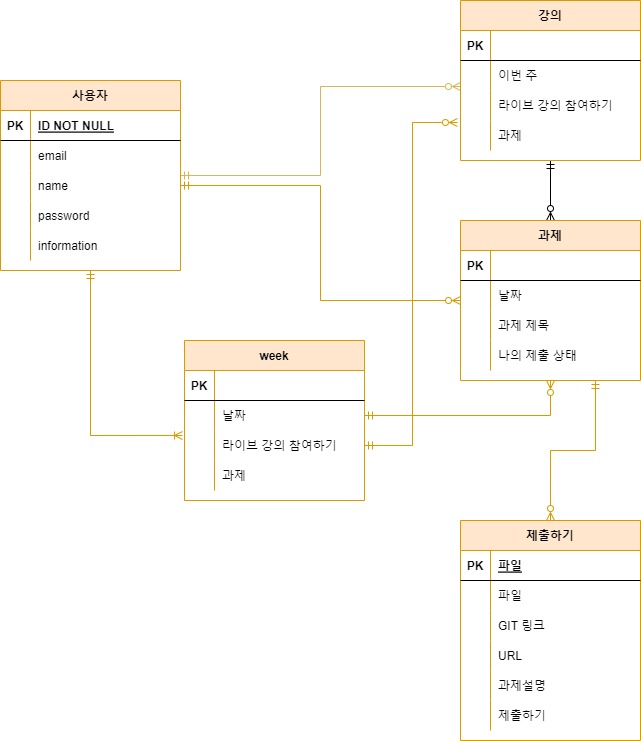 강의
PK
이번 주
라이브 강의 참여하기
과제
사용자
PK ID NOT NULL
email
name
password
information
과제
PK
날짜
과제 제목
나의 제출 상태
week
PK
날짜
라이브 강의 참여하기
과제
제출하기
PK 파일
파일
GIT 링크
URL
과제설명
제출하기